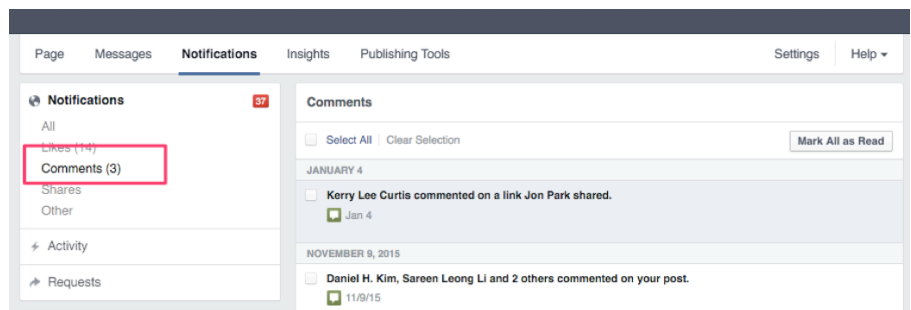 Page Messages Notifications Insights Publishing Tools Settings Help
Notifications 37
All
Likes (14)
Comments (3)
Shares
Other
Activity
Requests
Comments
Select All Clear Selection Mark All as Read
JANUARY 4
Kerry Lee Curtis commented on a link Jon Park shared.
Jan 4
NOVEMBER 9, 2015
Daniel H. Kim, Sareen Leong Li and 2 others commented on your post.
11/9/15